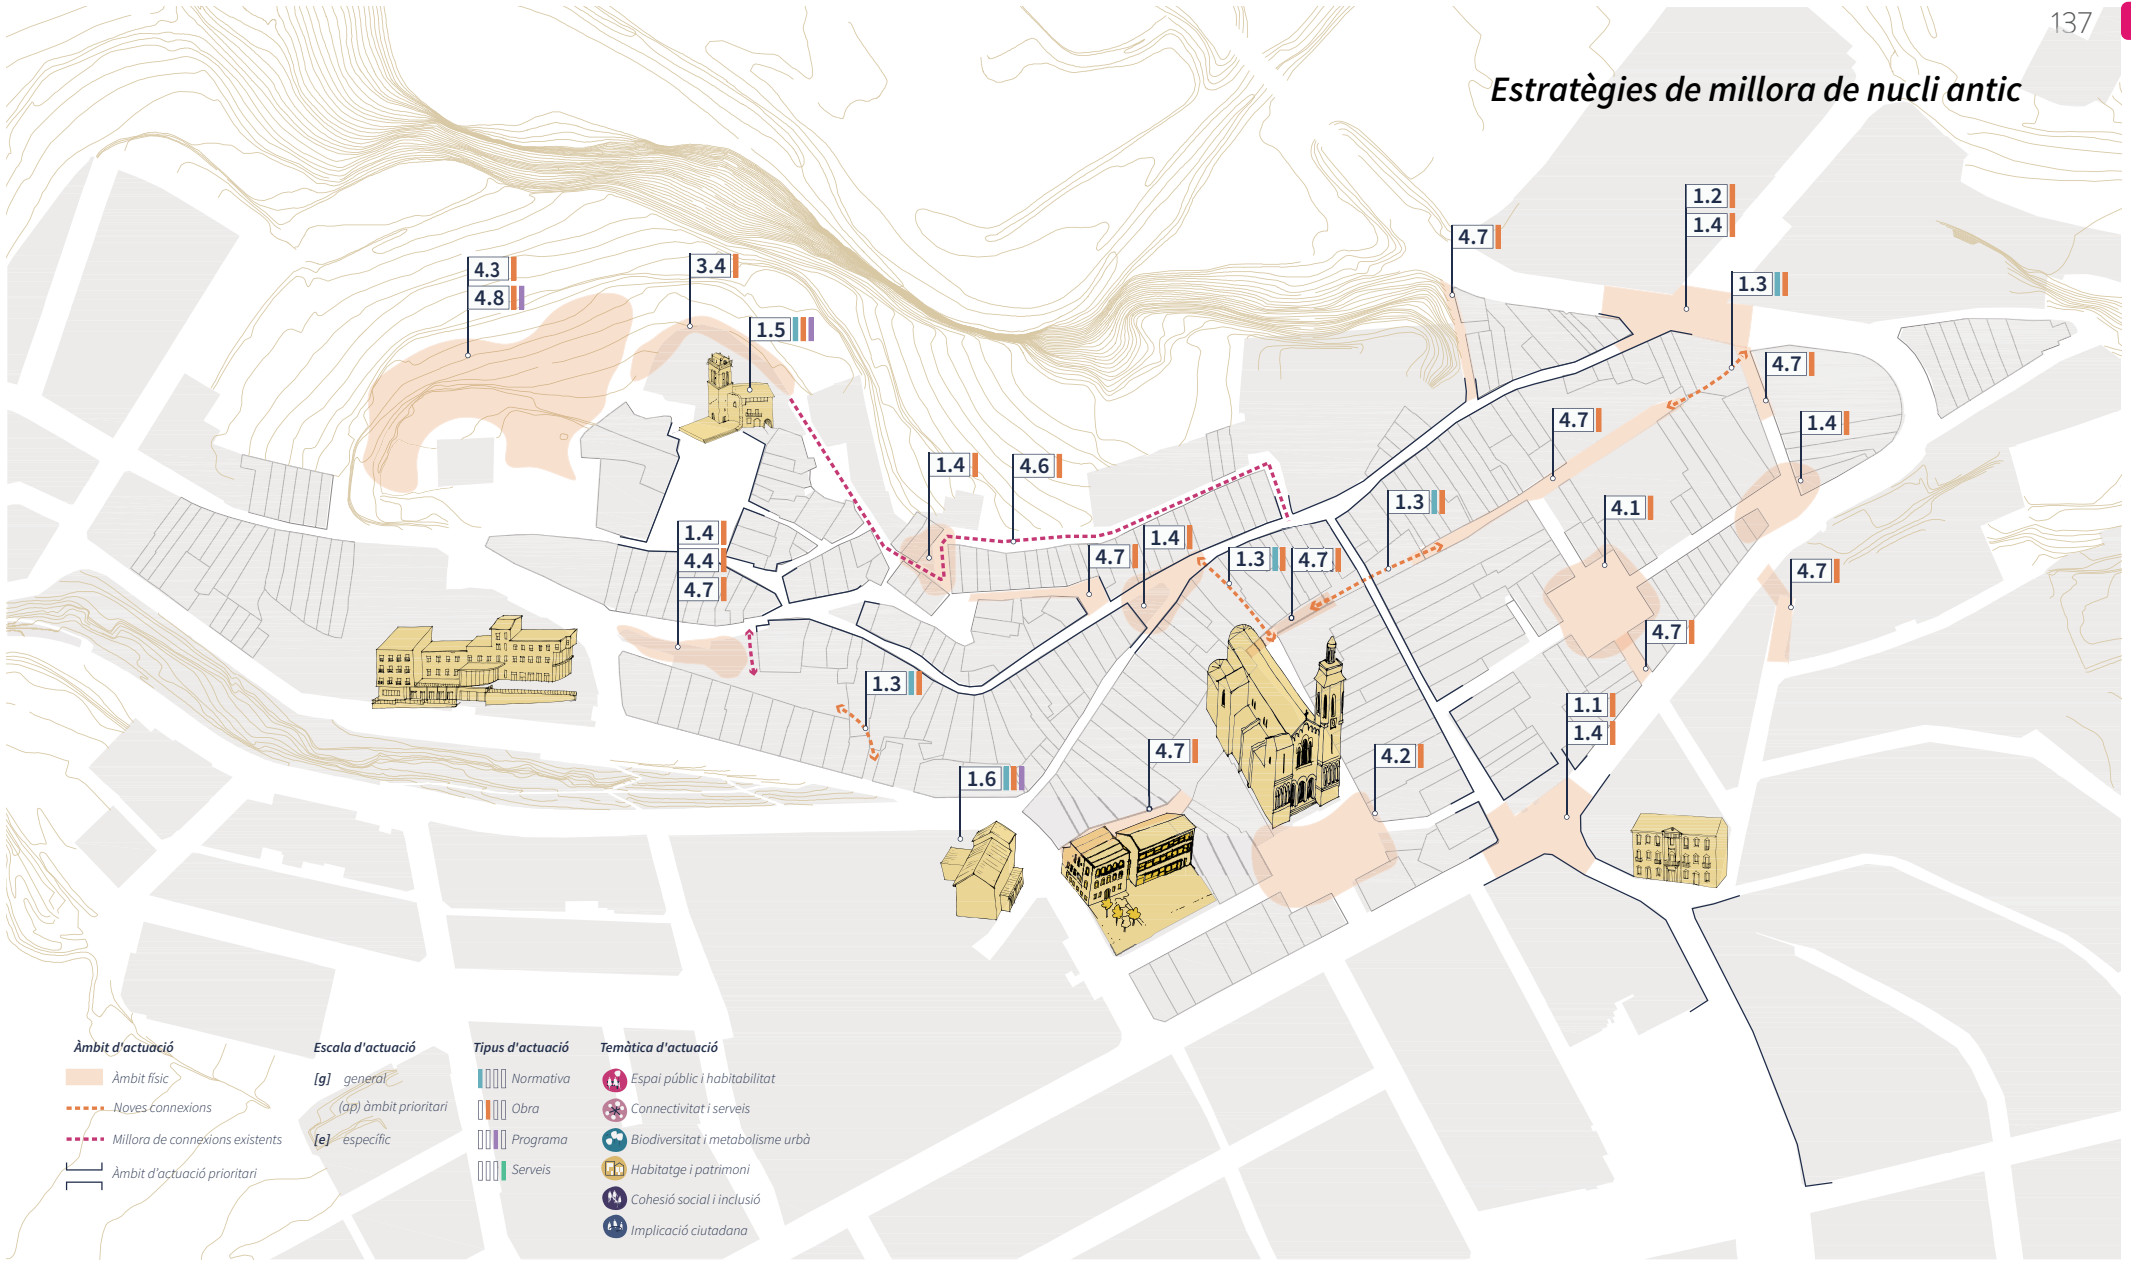 137
Estratègies de millora de nucli antic
1.2
1.4
4.7
1.3
4.3
4.8
3.4
1.5
4.7
4.7
1.4
1.4
4.6
1.3
4.1
1.4
4.4
4.7
1.4
4.7
1.3
4.7
4.7
4.7
1.3
1.1
1.4
4.7
4.2
1.6
Àmbit d'actuació
Àmbit físic
Noves connexions
Millora de connexions existents
Àmbit d'actuació prioritari
Escala d'actuació
[g] general
(ap) àmbit prioritari
[e] específic
Tipus d'actuació
Normativa
Obra
Programa
Serveis
Temàtica d'actuació
Espai públic i habitabilitat
Connectivitat i serveis
Biodiversitat i metabolisme urbà
Habitatge i patrimoni
Cohesió social i inclusió
Implicació ciutadana